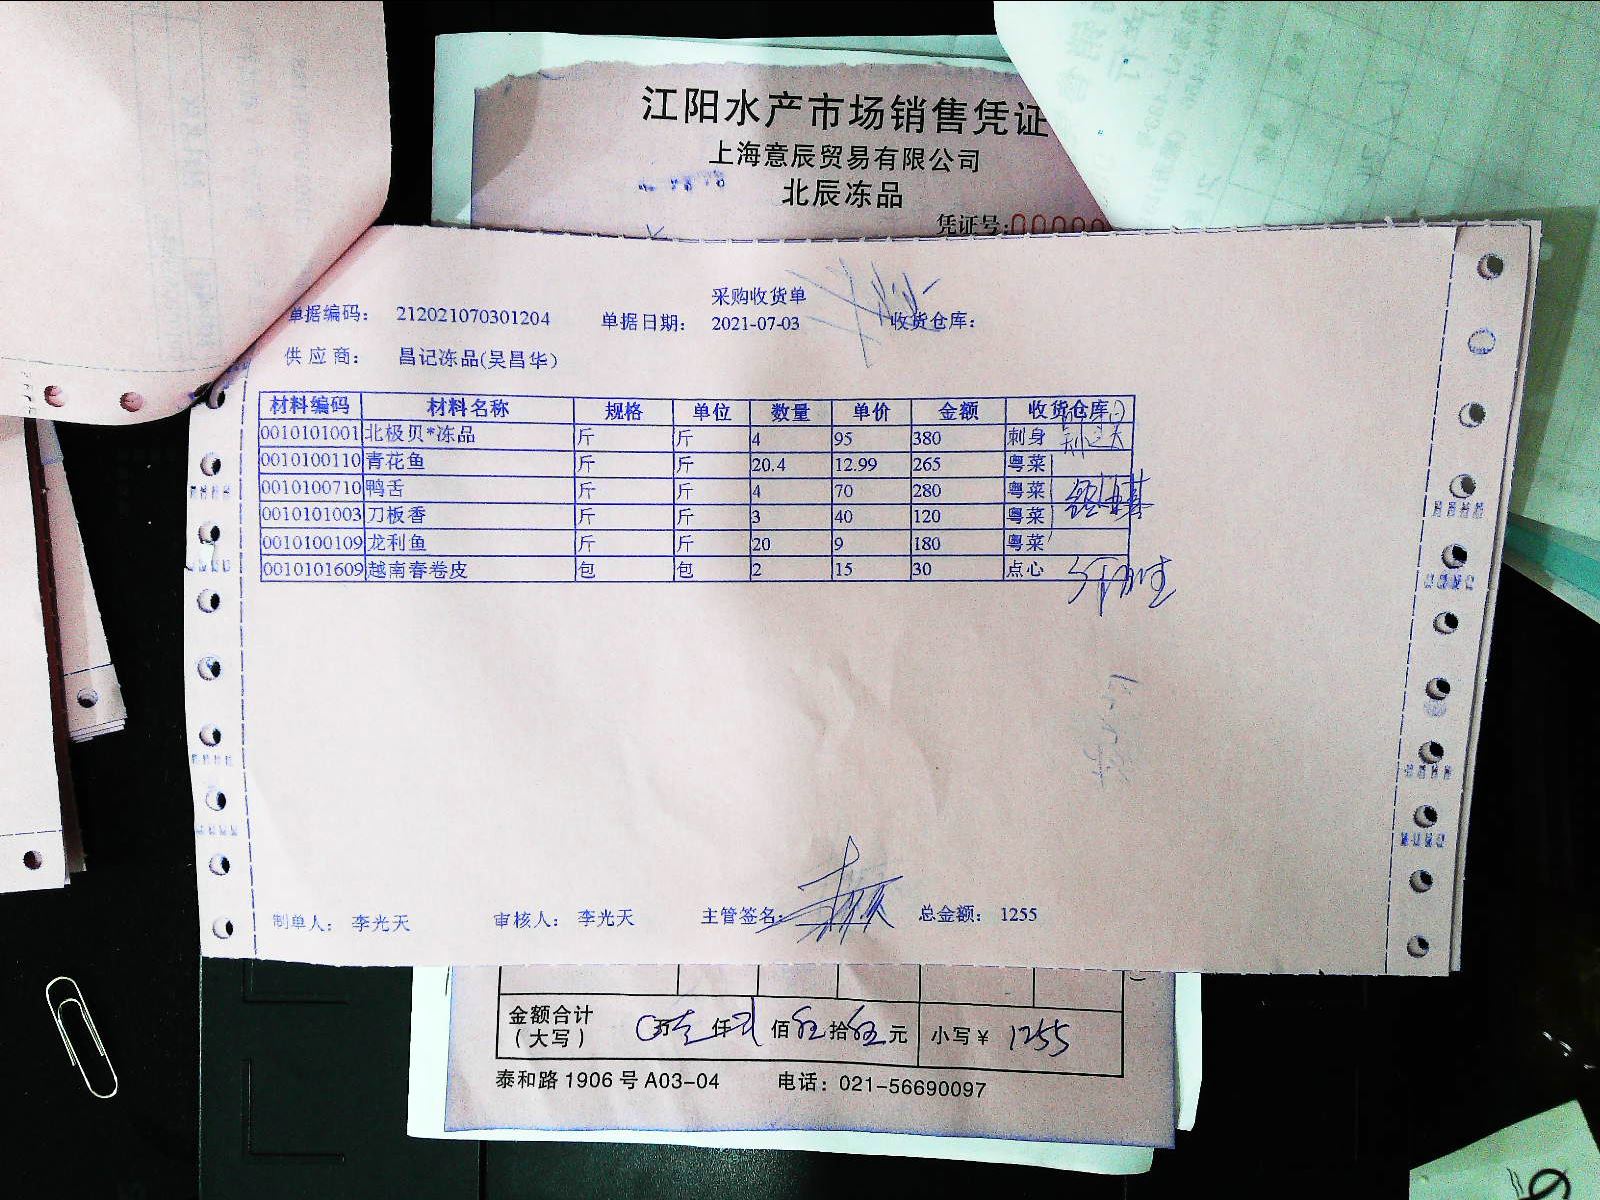 江阳水产市场销售凭证
上海意辰贸易有限公司
北辰冻品
凭证号:00000
采购收货单
单据编码: 212021070301204 单据日期: 2021-07-03 收货仓库:
供应商: 昌记冻品(吴昌华)
材料编码 材料名称 规格 单位 数量 单价 金额 收货仓库
0010101001 北极贝*冻品 斤 斤 4 95 380 刺身
0010100110 青花鱼 斤 斤 20.4 12.99 265 粤菜
0010100710 鸭舌 斤 斤 4 70 280 粤菜
0010101003 刀板香 斤 斤 3 40 120 粤菜
0010100109 龙利鱼 斤 斤 20 9 180 粤菜
0010101609 越南春卷皮 包 包 2 15 30 点心
制单人: 李光天 审核人: 李光天 主管签名: 总金额: 1255
金额合计
(大写) 万壹仟贰佰伍拾伍元 小写¥ 1255
泰和路1906号A03-04 电话: 021-56690097